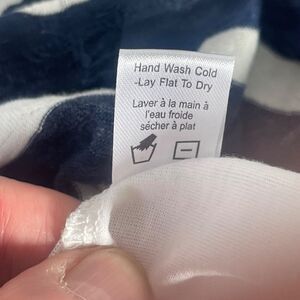 Hand Wash Cold
-Lay Flat To Dry
Laver à la main à
l'eau froide
sécher à plat